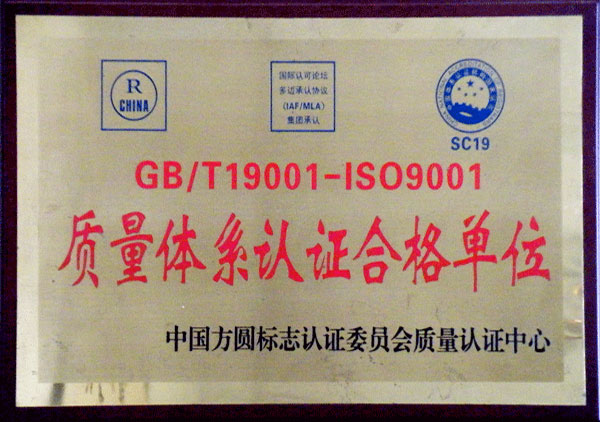 R
CHINA
国际认可论坛
多边承认协议
(IAF/MLA)
集团承认
SC19
GB/T19001-ISO9001
质量体系认证合格单位
中国方圆标志认证委员会质量认证中心